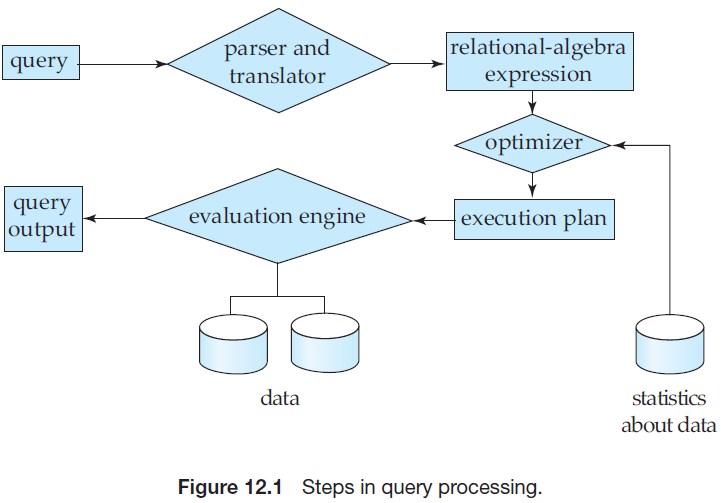 query
parser and
translator
relational-algebra
expression
optimizer
query
output
evaluation engine
execution plan
data
statistics
about data
Figure 12.1 Steps in query processing.